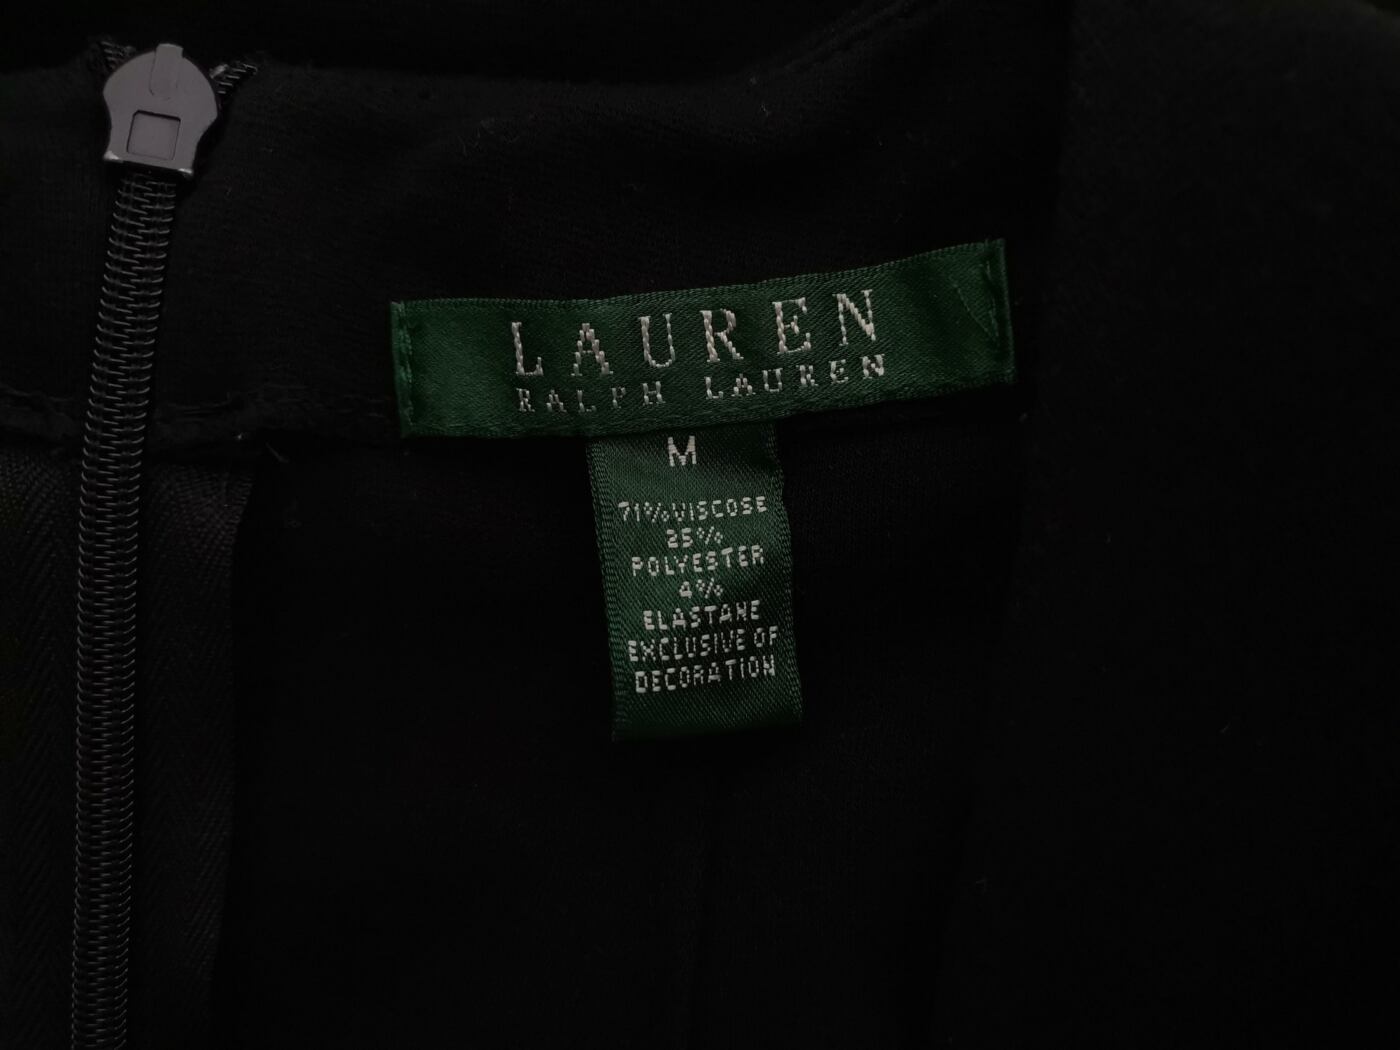 LAUREN
RALPH LAUREN
M
71%VISCOSE
25%
POLYESTER
4%
ELASTANE
EXCLUSIVE OF
DECORATION